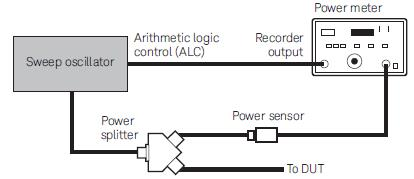 Power meter
Arithmetic logic
control (ALC)
Recorder
output
Sweep oscillator
Power
splitter
Power sensor
To DUT